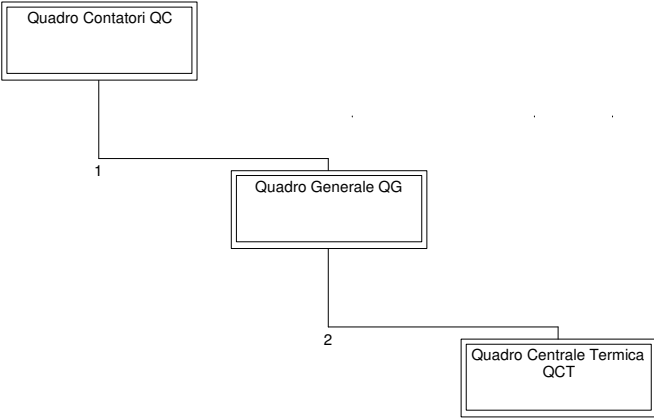 Quadro Contatori QC
1
Quadro Generale QG
2
Quadro Centrale Termica
QCT